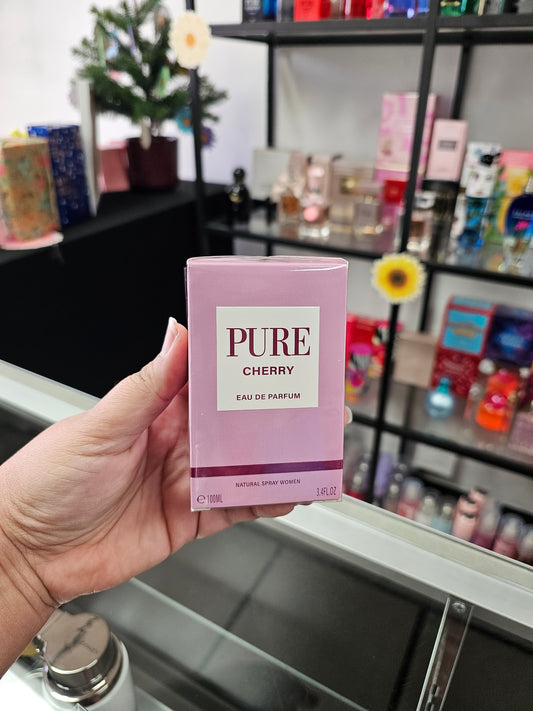 PURE
CHERRY
EAU DE PARFUM
NATURAL SPRAY WOMEN
e 100ML 3.4FL.OZ